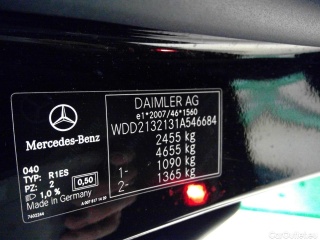 DAIMLER AG
e1*2007/46*1560
WDD2132131A546684
2455 kg
4655 kg
1- 1090 kg
2- 1365 kg
Mercedes-Benz
040
TYP: R1ES
PZ: 2 0,50
1,0 %
Made in Germany